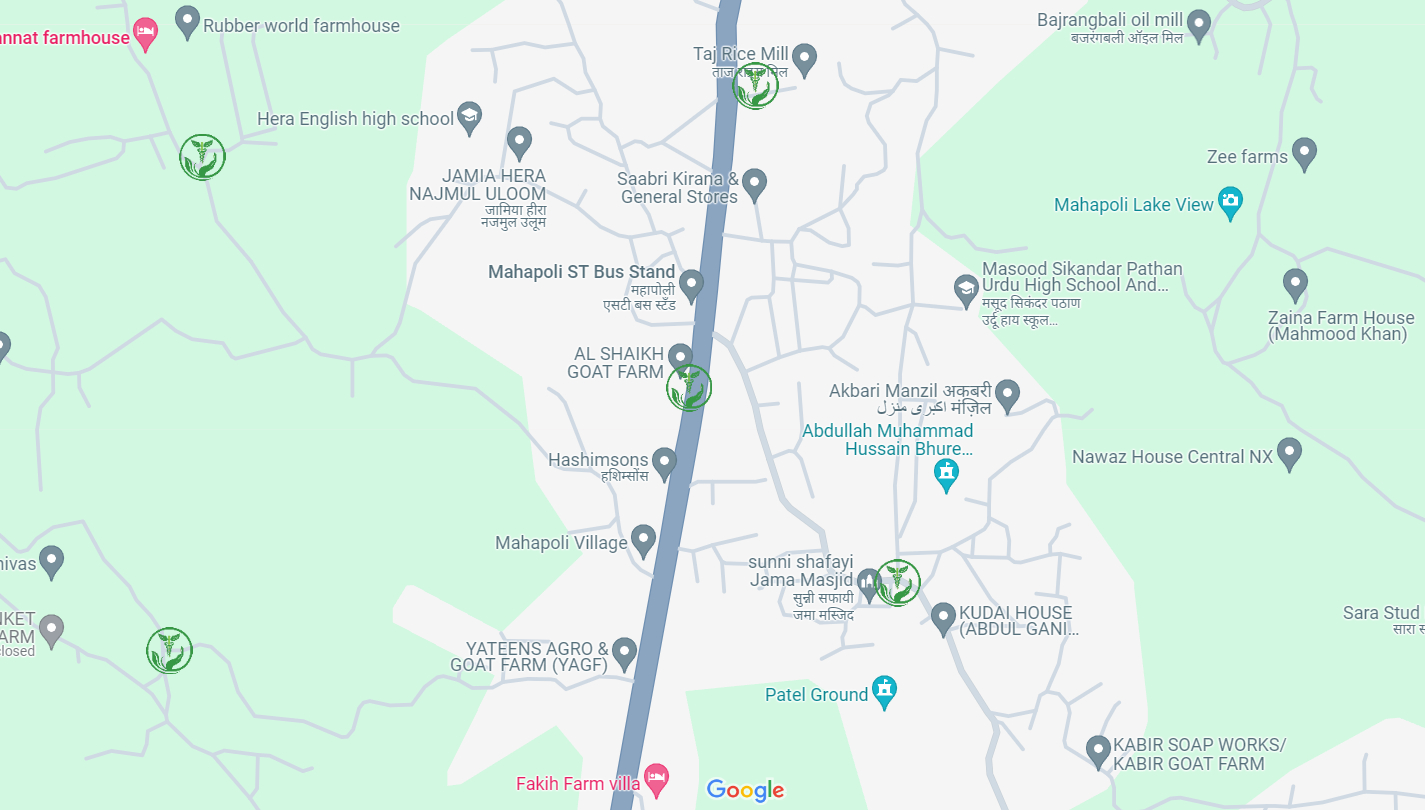 Rubber world farmhouse
annat farmhouse
Bajrangbali oil mill
बजरंगबली ऑइल मिल
Taj Rice Mill
ताज राइस मिल
Hera English high school
Zee farms
JAMIA HERA
NAJMUL ULOOM
जामिया हीरा
नजमुल उलूम
Saabri Kirana &
General Stores
Mahapoli Lake View
Mahapoli ST Bus Stand
महापोली
एसटी बस स्टँड
Masood Sikandar Pathan
Urdu High School And...
मसूद सिकंदर पठाण
उर्दू हाय स्कूल...
Zaina Farm House
(Mahmood Khan)
AL SHAIKH
GOAT FARM
Akbari Manzil अकबरी
मंज़िल اکبری منزل
Abdullah Muhammad
Hussain Bhure...
Hashimsons
हशिम्सोंस
Nawaz House Central NX
Mahapoli Village
nivas
sunni shafayi
Jama Masjid
सुन्नी सफायी
जमा मस्जिद
KUDAI HOUSE
(ABDUL GANI...
Sara Stud
सारा स
NKET
ARM
closed
YATEENS AGRO &
GOAT FARM (YAGF)
Patel Ground
KABIR SOAP WORKS/
KABIR GOAT FARM
Fakih Farm villa
Google